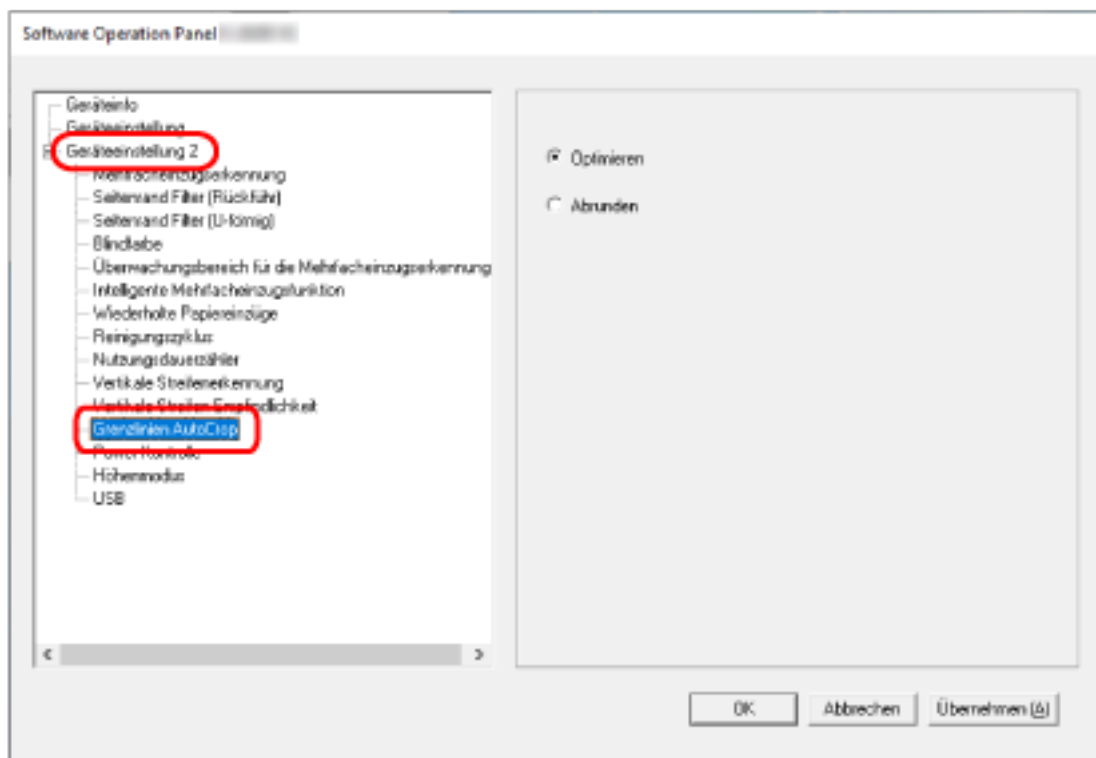 Software Operation Panel
Geräteinfo
Geräteeinstellung
Geräteeinstellung 2
Mehrfacheinzugserkennung
Seitenrand Filter (Rückführ)
Seitenrand Filter (U-förmig)
Blindfarbe
Überwachungsbereich für die Mehrfacheinzugserkennung
Intelligente Mehrfacheinzugsfunktion
Wiederholte Papiereinzüge
Reinigungszyklus
Nutzungsdauerzähler
Vertikale Streifenerkennung
Vertikale Streifen Empfindlichkeit
Grenzlinien AutoCrop
Power Kontrolle
Höhenmodus
USB
Optimieren
Abrunden
OK
Abbrechen
Übernehmen (A)